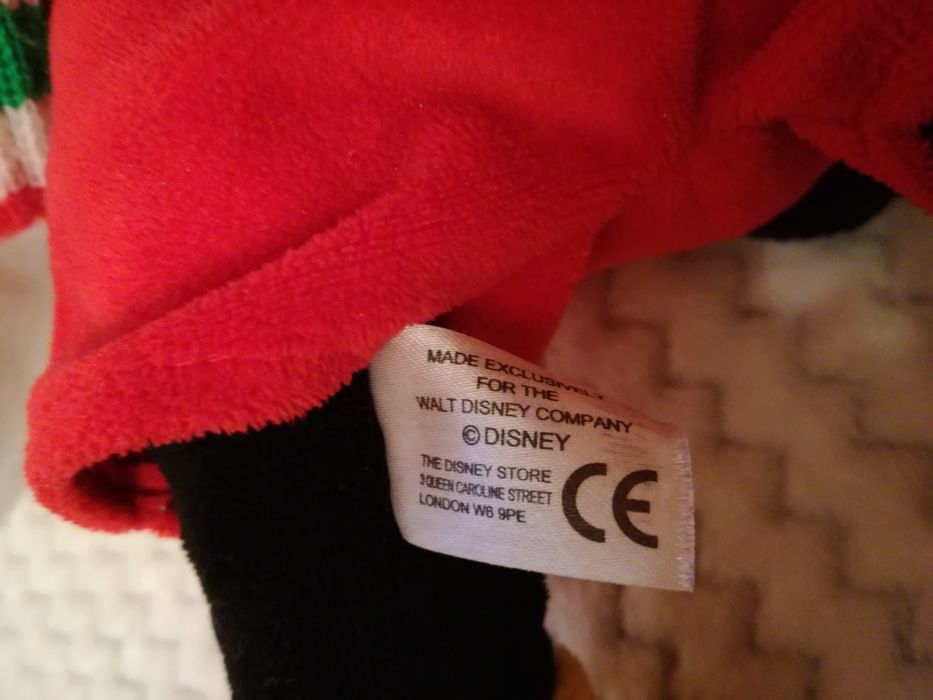 MADE EXCLUSIVELY
FOR THE
WALT DISNEY COMPANY
© DISNEY
THE DISNEY STORE
3 QUEEN CAROLINE STREET
LONDON W6 9PE
CE